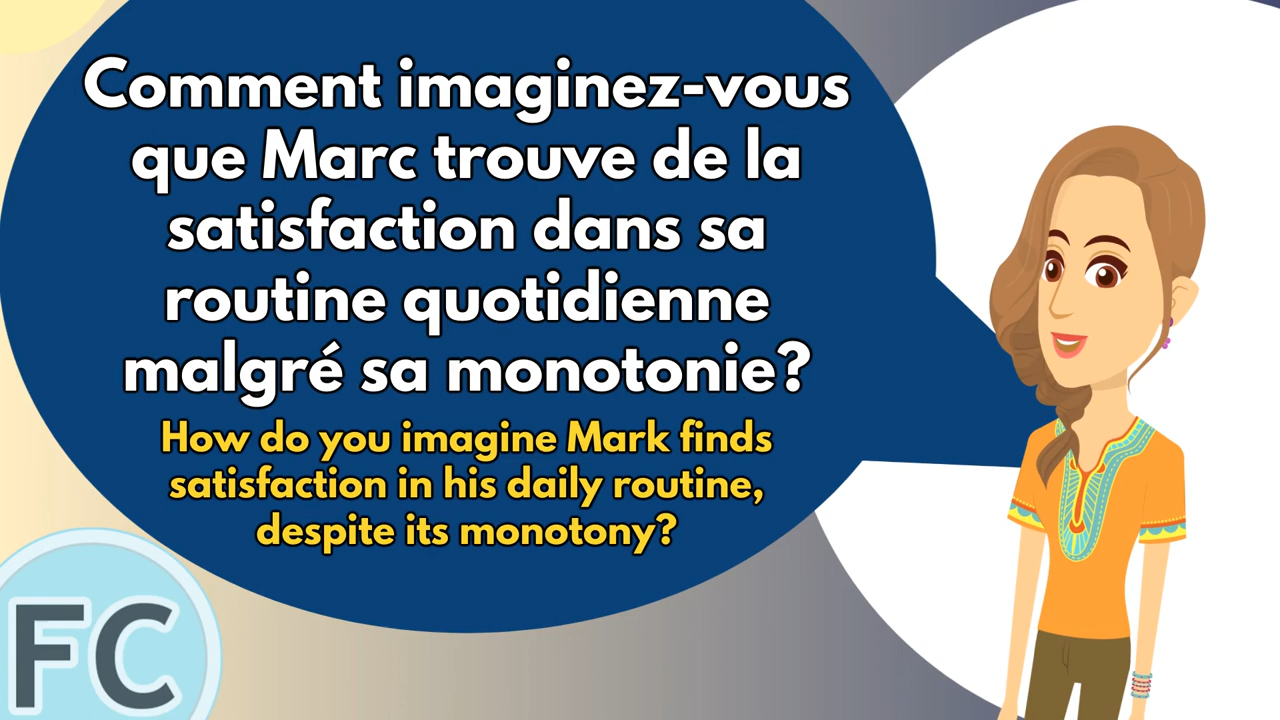 Comment imaginez-vous
que Marc trouve de la
satisfaction dans sa
routine quotidienne
malgré sa monotonie?
How do you imagine Mark finds
satisfaction in his daily routine,
despite its monotony?
FC